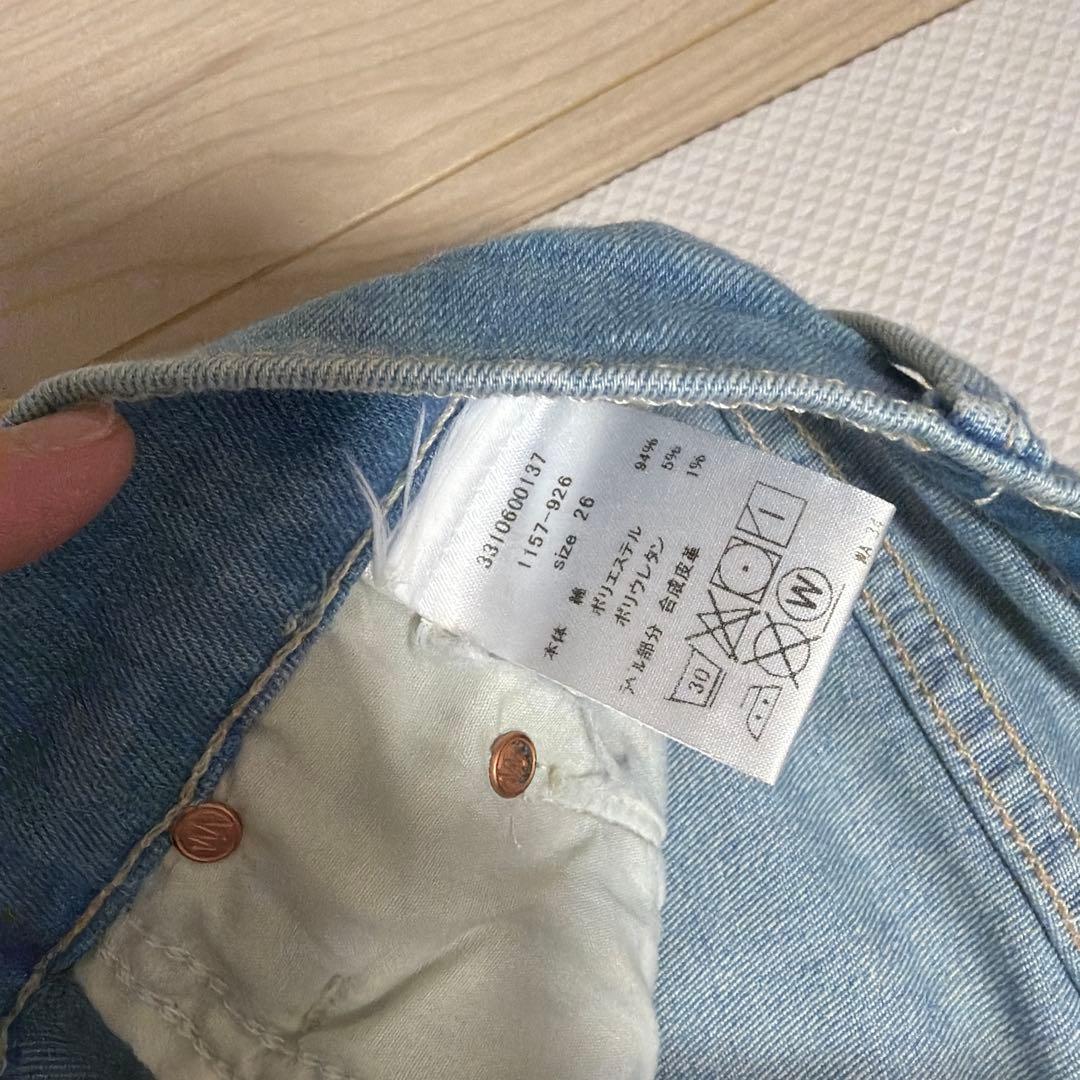 3310600137
1157-926
size 26
本体 綿 94%
ポリエステル 5%
ポリウレタン 1%
ラベル部分 合成皮革
30
W